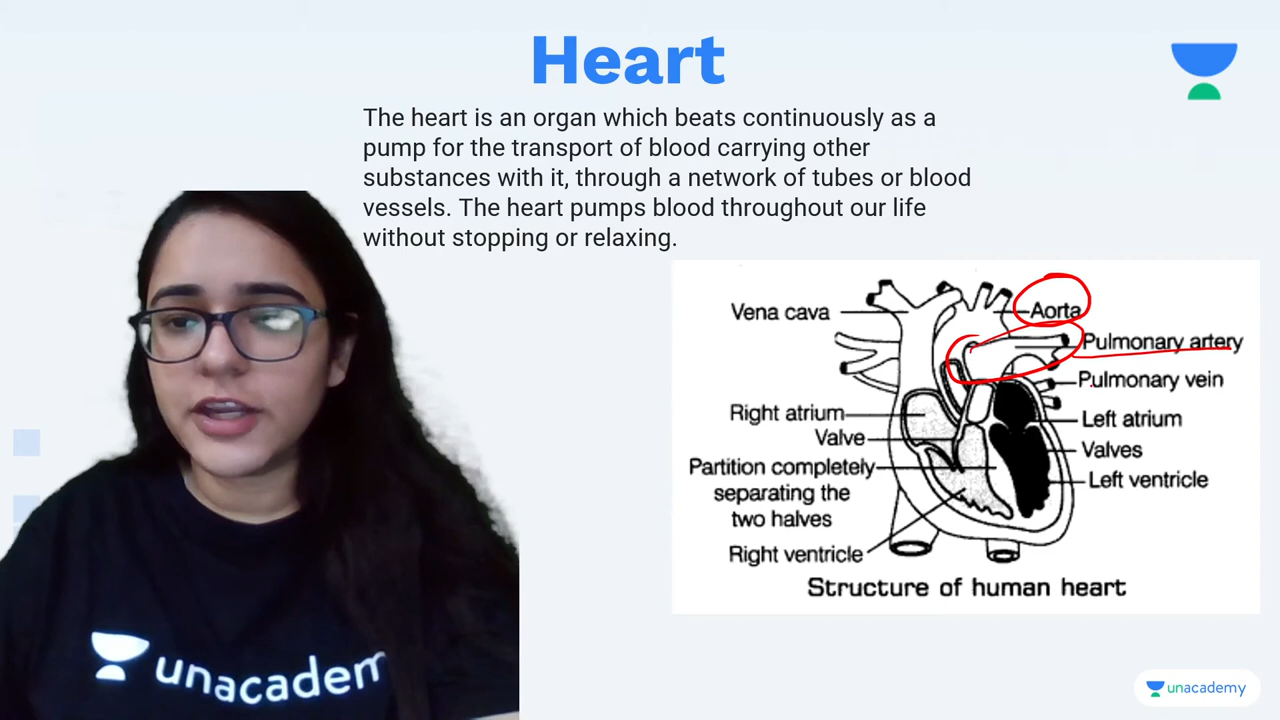 Heart
The heart is an organ which beats continuously as a
pump for the transport of blood carrying other
substances with it, through a network of tubes or blood
vessels. The heart pumps blood throughout our life
without stopping or relaxing.
Vena cava
Aorta
Pulmonary artery
Pulmonary vein
Right atrium
Left atrium
Valve
Valves
Partition completely
separating the
two halves
Left ventricle
Right ventricle
Structure of human heart
unacademy
unacadem